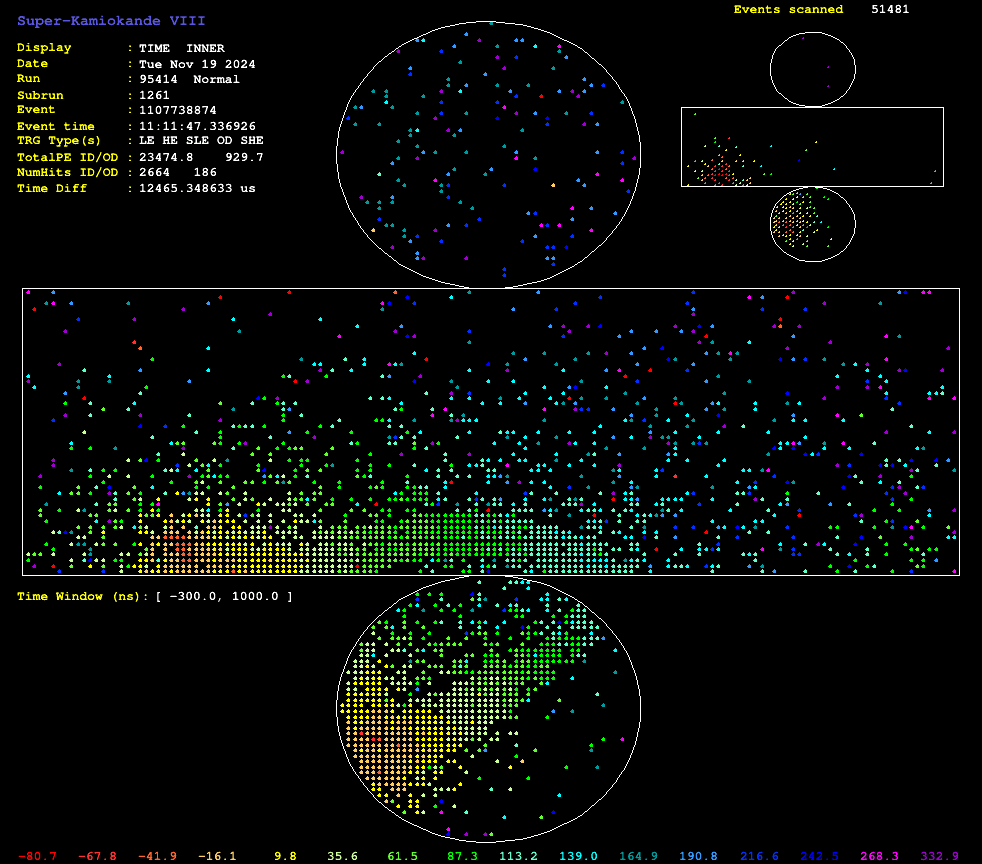 Super-Kamiokande VIII
Events scanned 51481
Display : TIME INNER
Date : Tue Nov 19 2024
Run : 95414 Normal
Subrun : 1261
Event : 1107738874
Event time : 11:11:47.336926
TRG Type(s) : LE HE SLE OD SHE
TotalPE ID/OD : 23474.8 929.7
NumHits ID/OD : 2664 186
Time Diff : 12465.348633 us
Time Window (ns): [ -300.0, 1000.0 ]
-80.7 -67.8 -41.9 -16.1 9.8 35.6 61.5 87.3 113.2 139.0 164.9 190.8 216.6 242.5 268.3 332.9